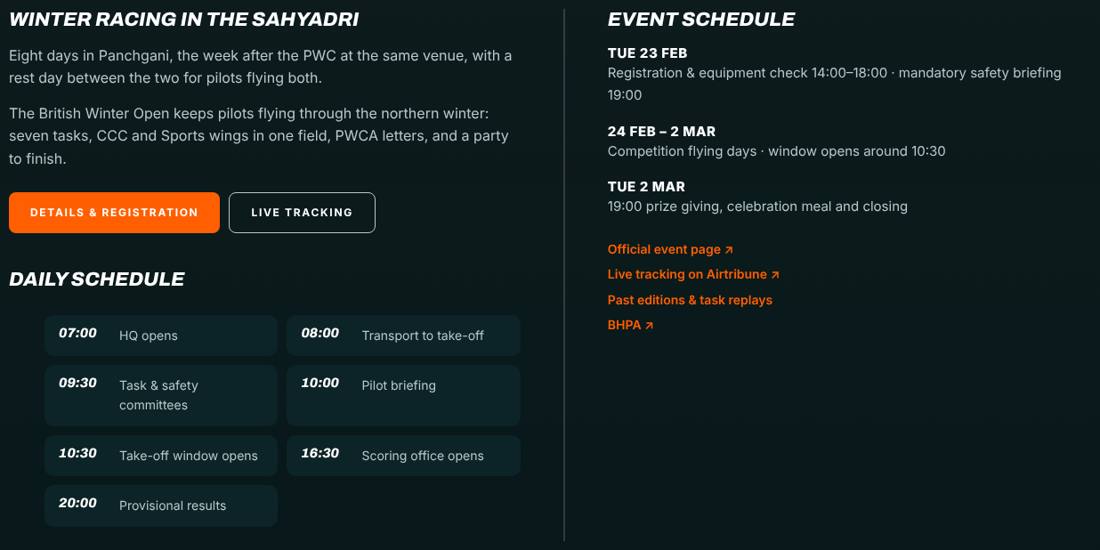 WINTER RACING IN THE SAHYADRI
Eight days in Panchgani, the week after the PWC at the same venue, with a
rest day between the two for pilots flying both.
The British Winter Open keeps pilots flying through the northern winter:
seven tasks, CCC and Sports wings in one field, PWCA letters, and a party
to finish.
DETAILS & REGISTRATION
LIVE TRACKING
DAILY SCHEDULE
07:00 HQ opens
08:00 Transport to take-off
09:30 Task & safety
committees
10:00 Pilot briefing
10:30 Take-off window opens
16:30 Scoring office opens
20:00 Provisional results
EVENT SCHEDULE
TUE 23 FEB
Registration & equipment check 14:00–18:00 · mandatory safety briefing
19:00
24 FEB – 2 MAR
Competition flying days · window opens around 10:30
TUE 2 MAR
19:00 prize giving, celebration meal and closing
Official event page ↗
Live tracking on Airtribune ↗
Past editions & task replays
BHPA ↗